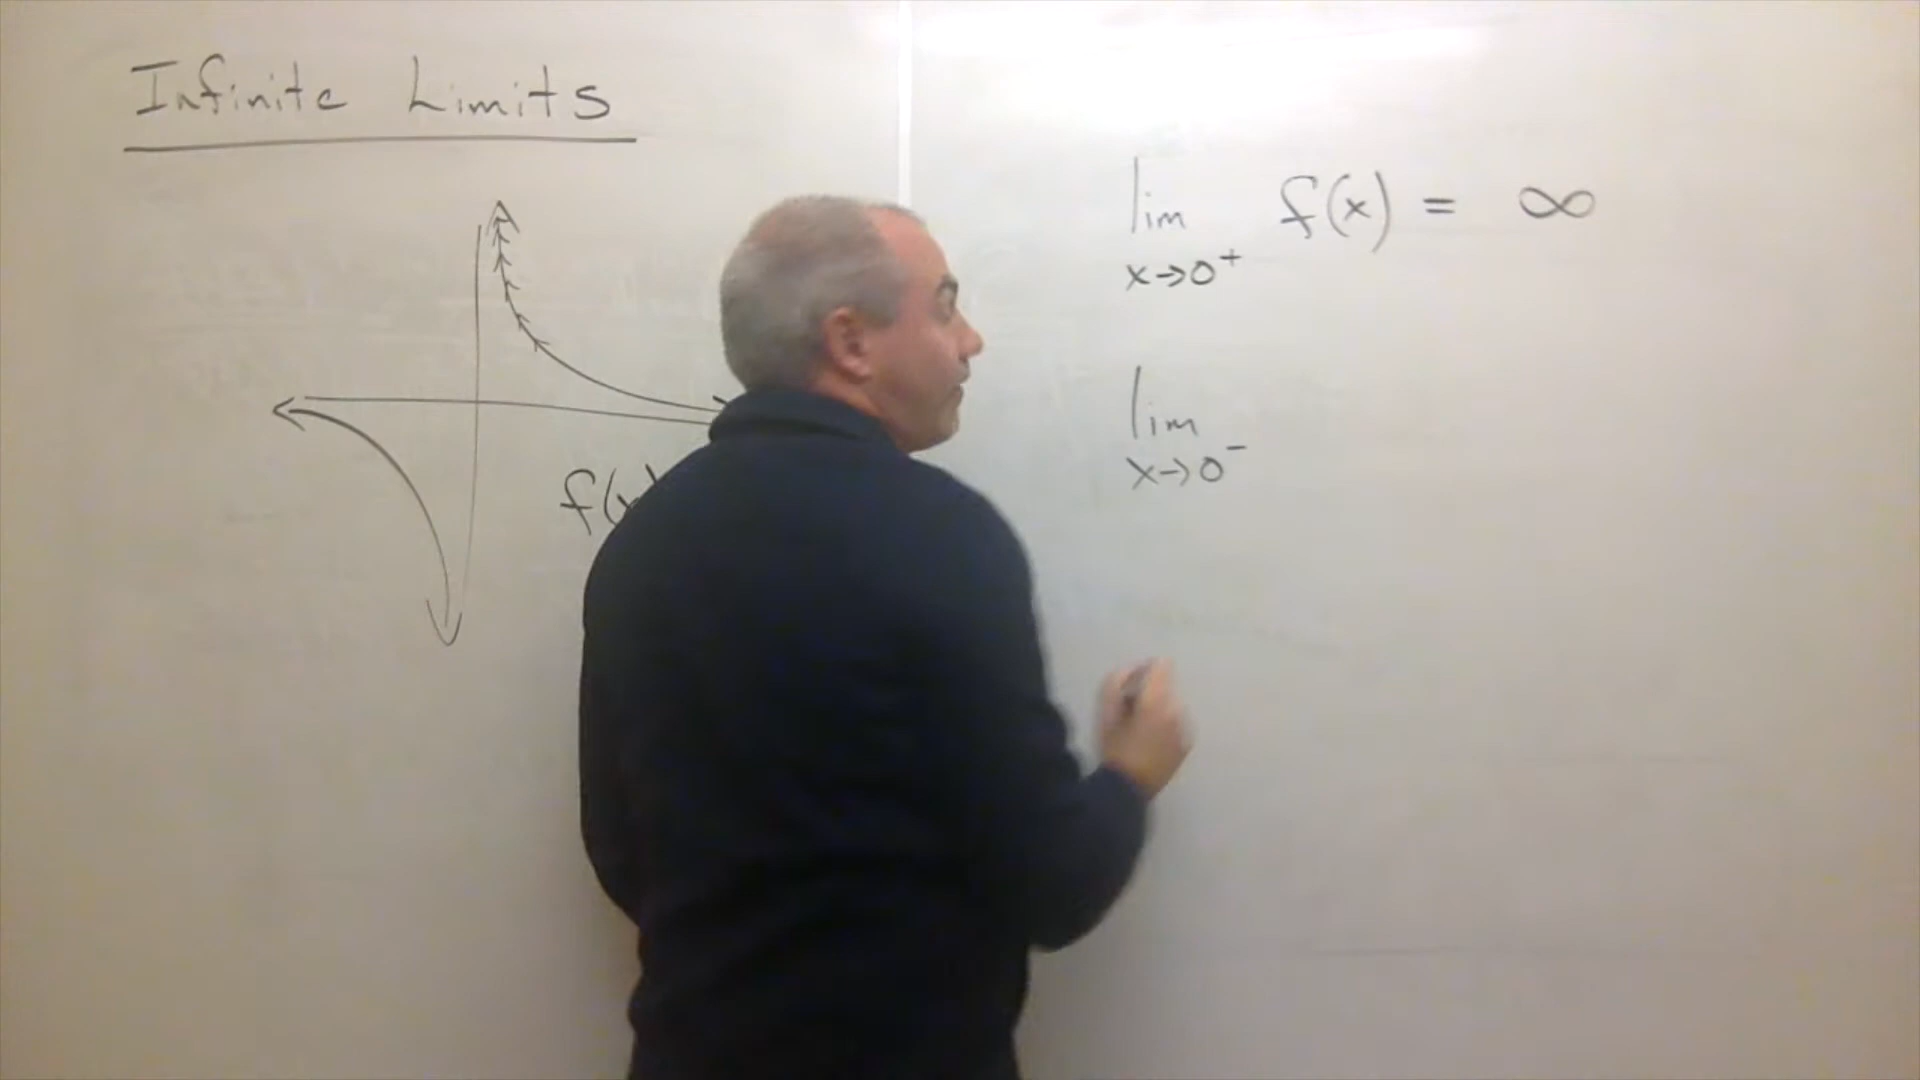 Infinite Limits
lim f(x) = ∞
x→0⁺
lim
x→0⁻
f(x)